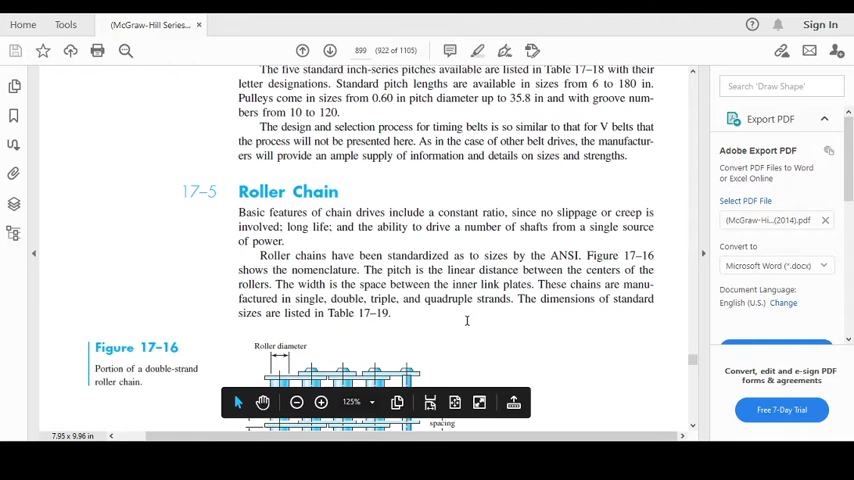 Home Tools (McGraw-Hill Series... × Sign In
899 (922 of 1105)
The five standard inch-series pitches available are listed in Table 17–18 with their
letter designations. Standard pitch lengths are available in sizes from 6 to 180 in.
Pulleys come in sizes from 0.60 in pitch diameter up to 35.8 in and with groove num-
bers from 10 to 120.
The design and selection process for timing belts is so similar to that for V belts that
the process will not be presented here. As in the case of other belt drives, the manufactur-
ers will provide an ample supply of information and details on sizes and strengths.
17–5 Roller Chain
Basic features of chain drives include a constant ratio, since no slippage or creep is
involved; long life; and the ability to drive a number of shafts from a single source
of power.
Roller chains have been standardized as to sizes by the ANSI. Figure 17–16
shows the nomenclature. The pitch is the linear distance between the centers of the
rollers. The width is the space between the inner link plates. These chains are manu-
factured in single, double, triple, and quadruple strands. The dimensions of standard
sizes are listed in Table 17–19.
Figure 17–16
Portion of a double-strand
roller chain.
Roller diameter
125%
spacing
7.95 x 9.96 in
Search 'Draw Shape'
Export PDF
Adobe Export PDF
Convert PDF Files to Word
or Excel Online
Select PDF File
(McGraw-Hi...(2014).pdf
Convert to
Microsoft Word (*.docx)
Document Language:
English (U.S.) Change
Convert, edit and e-sign PDF
forms & agreements
Free 7-Day Trial